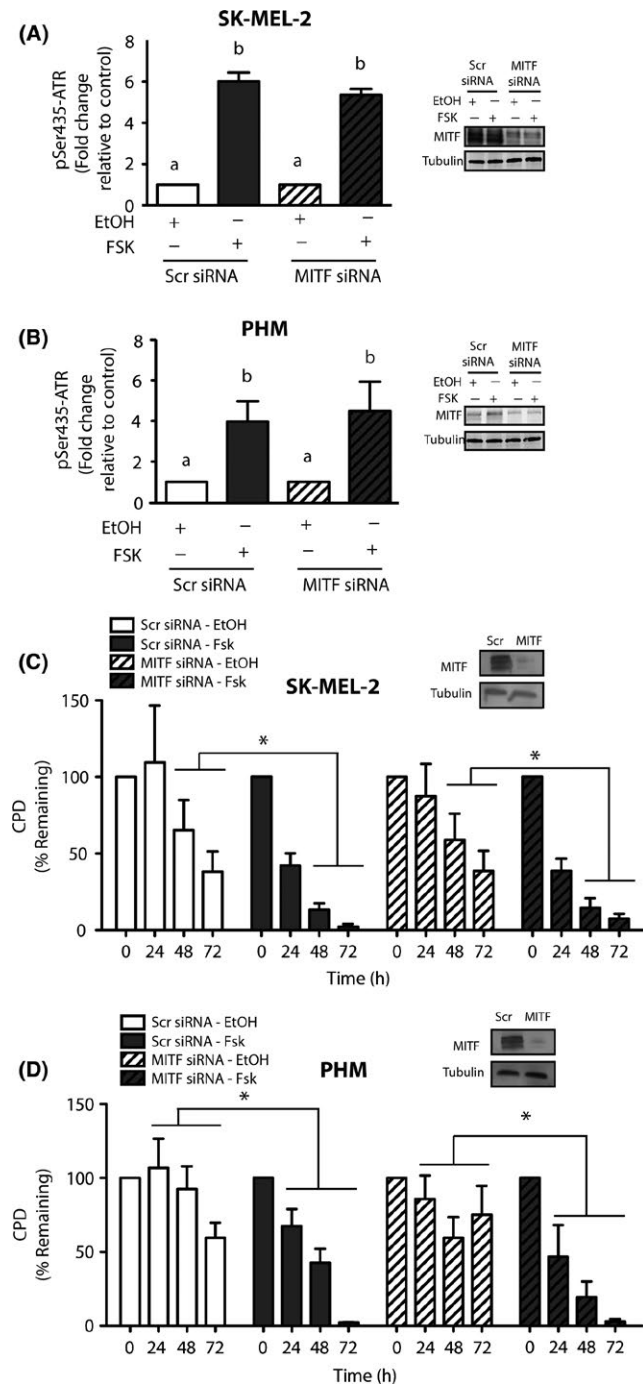 (A)
SK-MEL-2
pSer435-ATR
(Fold change
relative to control)
8
6
4
2
0
a
b
a
b
EtOH + − + −
FSK − + − +
Scr siRNA MITF siRNA
Scr MITF
siRNA siRNA
EtOH + − + −
FSK − + − +
MITF
Tubulin
(B)
PHM
pSer435-ATR
(Fold change
relative to control)
8
6
4
2
0
a
b
a
b
EtOH + − + −
FSK − + − +
Scr siRNA MITF siRNA
Scr MITF
siRNA siRNA
EtOH + − + −
FSK − + − +
MITF
Tubulin
(C)
Scr siRNA - EtOH
Scr siRNA - Fsk
MITF siRNA - EtOH
MITF siRNA - Fsk
SK-MEL-2
Scr MITF
MITF
Tubulin
CPD
(% Remaining)
150
100
50
0
*
*
0 24 48 72 0 24 48 72 0 24 48 72 0 24 48 72
Time (h)
(D)
Scr siRNA - EtOH
Scr siRNA - Fsk
MITF siRNA - EtOH
MITF siRNA - Fsk
PHM
Scr MITF
MITF
Tubulin
CPD
(% Remaining)
150
100
50
0
*
*
0 24 48 72 0 24 48 72 0 24 48 72 0 24 48 72
Time (h)